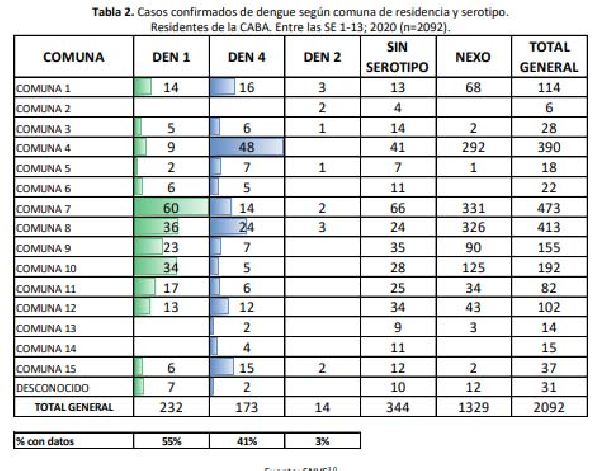 Tabla 2. Casos confirmados de dengue según comuna de residencia y serotipo.
Residentes de la CABA. Entre las SE 1-13; 2020 (n=2092).
COMUNA DEN 1 DEN 4 DEN 2 SIN SEROTIPO NEXO TOTAL GENERAL
COMUNA 1 14 16 3 13 68 114
COMUNA 2 2 4 6
COMUNA 3 5 6 1 14 2 28
COMUNA 4 9 48 41 292 390
COMUNA 5 2 7 1 7 1 18
COMUNA 6 6 5 11 22
COMUNA 7 60 14 2 66 331 473
COMUNA 8 36 24 3 24 326 413
COMUNA 9 23 7 35 90 155
COMUNA 10 34 5 28 125 192
COMUNA 11 17 6 25 34 82
COMUNA 12 13 12 34 43 102
COMUNA 13 2 9 3 14
COMUNA 14 4 11 15
COMUNA 15 6 15 2 12 2 37
DESCONOCIDO 7 2 10 12 31
TOTAL GENERAL 232 173 14 344 1329 2092
% con datos 55% 41% 3%